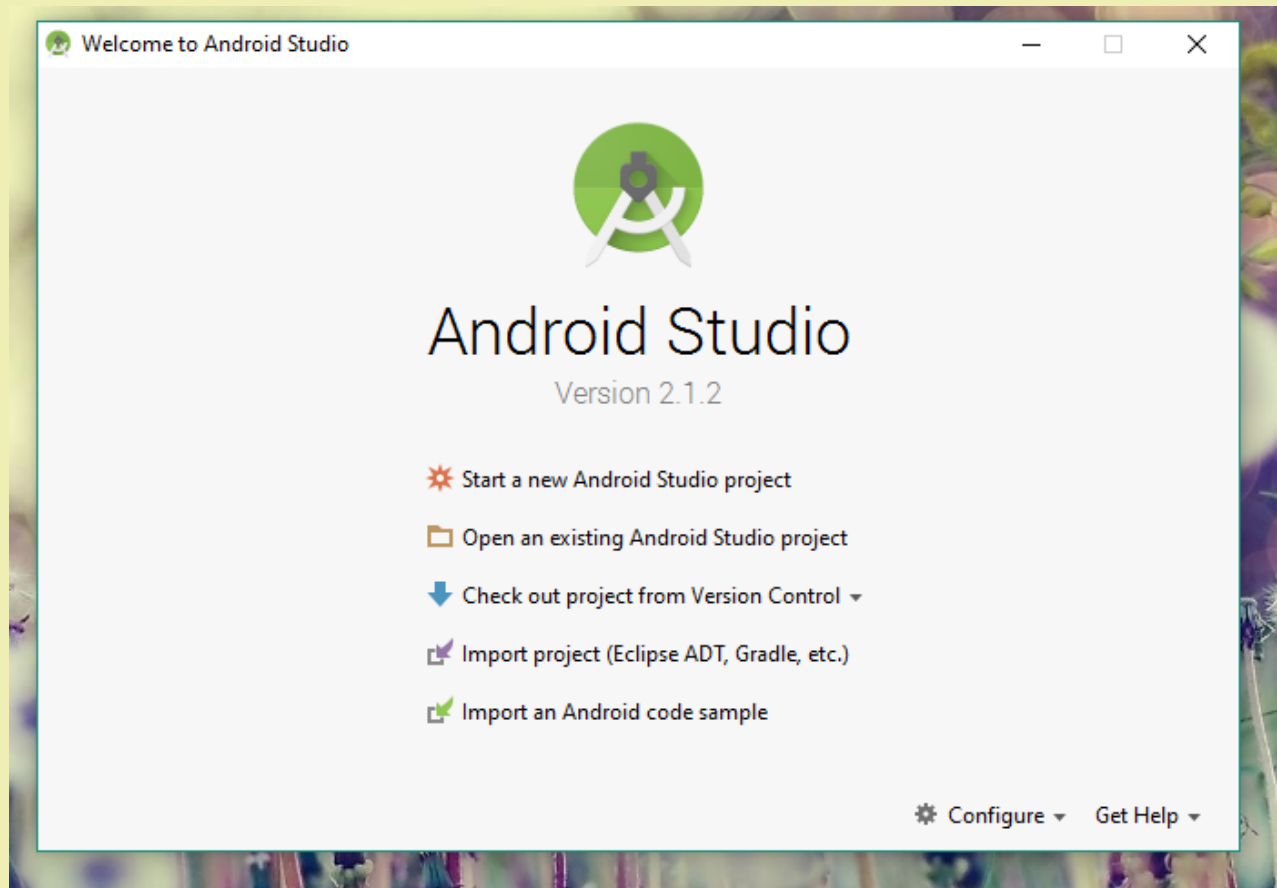 Welcome to Android Studio
Android Studio
Version 2.1.2
Start a new Android Studio project
Open an existing Android Studio project
Check out project from Version Control
Import project (Eclipse ADT, Gradle, etc.)
Import an Android code sample
Configure Get Help